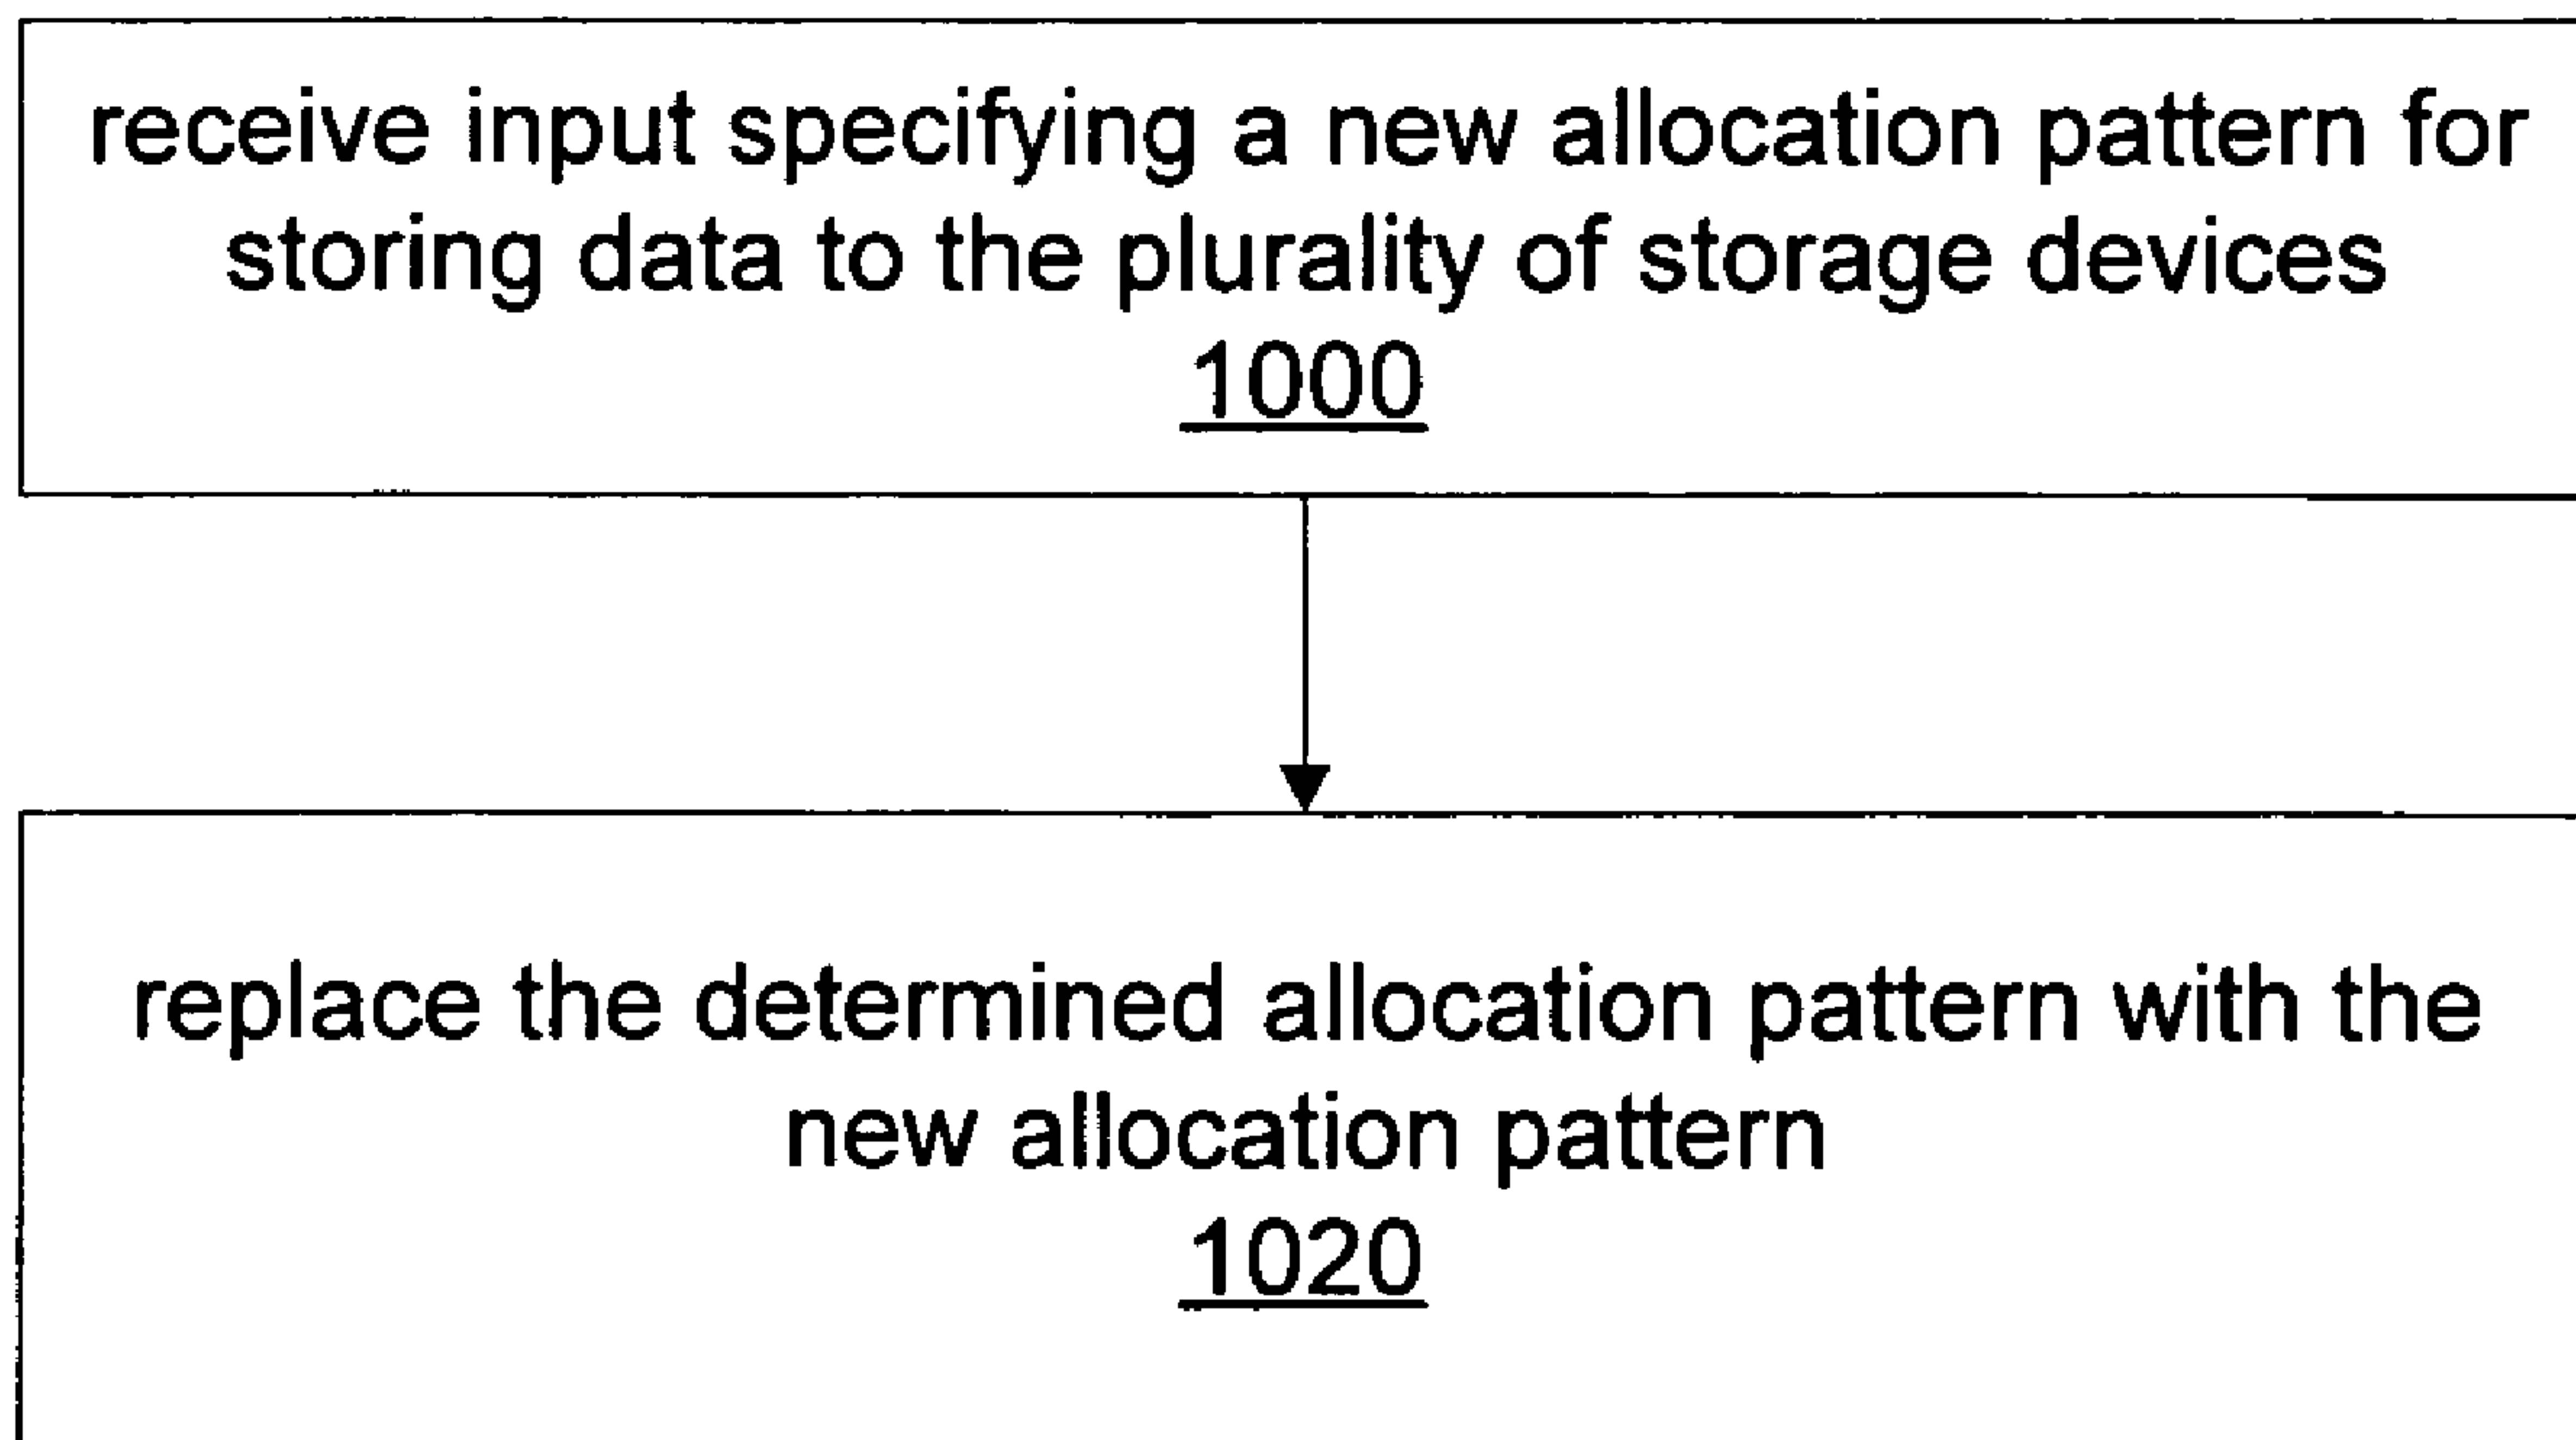 receive input specifying a new allocation pattern for
storing data to the plurality of storage devices
1000
replace the determined allocation pattern with the
new allocation pattern
1020